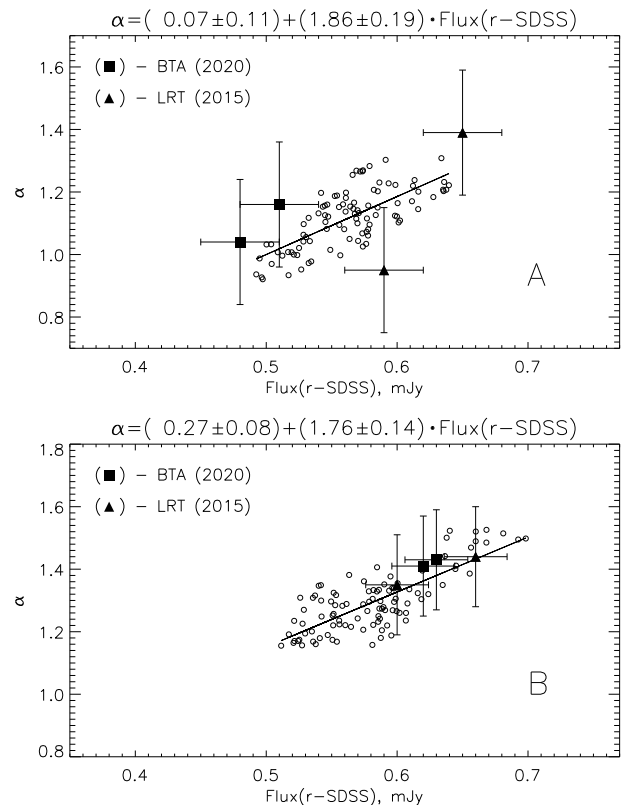 α=( 0.07±0.11)+(1.86±0.19)•Flux(r−SDSS)
1.6
(■) − BTA (2020)
(▲) − LRT (2015)
1.4
1.2
α
1.0
A
0.8
0.4 0.5 0.6 0.7
Flux(r−SDSS), mJy
α=( 0.27±0.08)+(1.76±0.14)•Flux(r−SDSS)
1.8
(■) − BTA (2020)
1.6
(▲) − LRT (2015)
1.4
α
1.2
1.0
B
0.8
0.4 0.5 0.6 0.7
Flux(r−SDSS), mJy